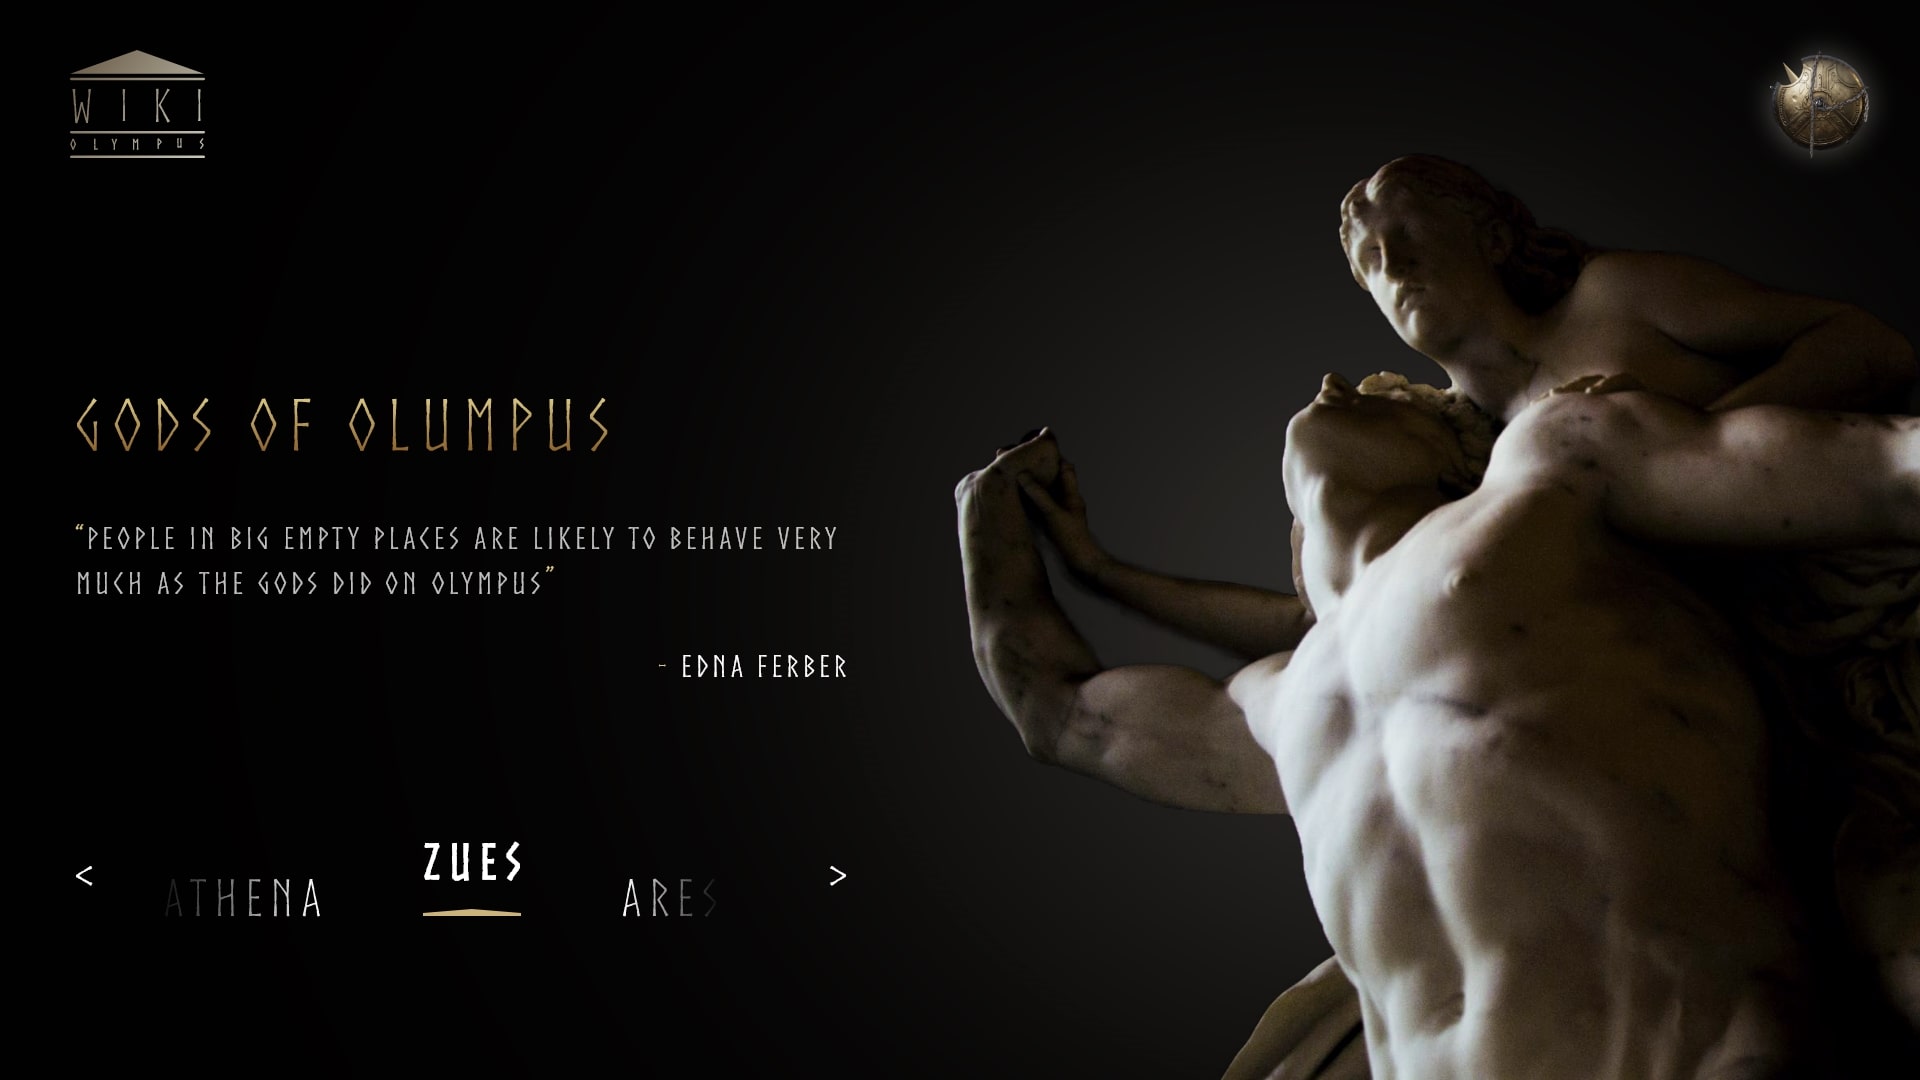 WIKI
OLYMPUS
GODS OF OLUMPUS
“PEOPLE IN BIG EMPTY PLACES ARE LIKELY TO BEHAVE VERY
MUCH AS THE GODS DID ON OLYMPUS”
- EDNA FERBER
< ATHENA ZUES ARES >